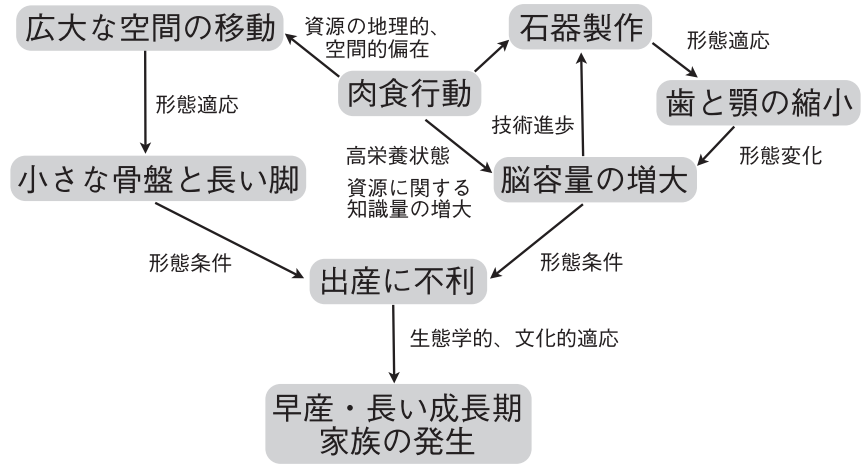 広大な空間の移動
資源の地理的、
空間的偏在
石器製作
形態適応
肉食行動
歯と顎の縮小
形態適応
技術進歩
高栄養状態
形態変化
小さな骨盤と長い脚
資源に関する
知識量の増大
脳容量の増大
形態条件
形態条件
出産に不利
生態学的、文化的適応
早産・長い成長期
家族の発生